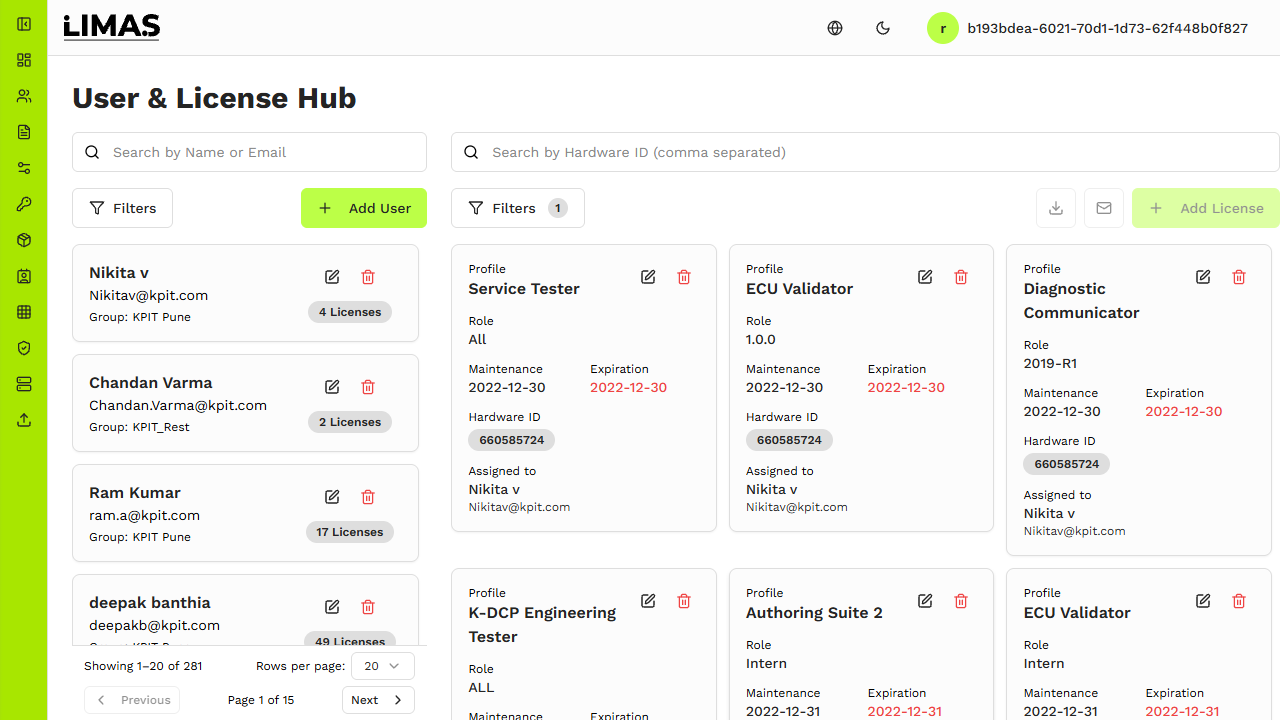 LIMAS
r
b193bdea-6021-70d1-1d73-62f448b0f827
User & License Hub
Search by Name or Email
Filters
Add User
Nikita v
Nikitav@kpit.com
Group: KPIT Pune
4 Licenses
Chandan Varma
Chandan.Varma@kpit.com
Group: KPIT_Rest
2 Licenses
Ram Kumar
ram.a@kpit.com
Group: KPIT Pune
17 Licenses
deepak banthia
deepakb@kpit.com
49 Licenses
Showing 1–20 of 281
Rows per page:
20
Previous
Page 1 of 15
Next
Search by Hardware ID (comma separated)
Filters
1
Add License
Profile
Service Tester
Role
All
Maintenance
2022-12-30
Expiration
2022-12-30
Hardware ID
660585724
Assigned to
Nikita v
Nikitav@kpit.com
Profile
ECU Validator
Role
1.0.0
Maintenance
2022-12-30
Expiration
2022-12-30
Hardware ID
660585724
Assigned to
Nikita v
Nikitav@kpit.com
Profile
Diagnostic
Communicator
Role
2019-R1
Maintenance
2022-12-30
Expiration
2022-12-30
Hardware ID
660585724
Assigned to
Nikita v
Nikitav@kpit.com
Profile
K-DCP Engineering
Tester
Role
ALL
Maintenance
Expiration
Profile
Authoring Suite 2
Role
Intern
Maintenance
2022-12-31
Expiration
2022-12-31
Profile
ECU Validator
Role
Intern
Maintenance
2022-12-31
Expiration
2022-12-31